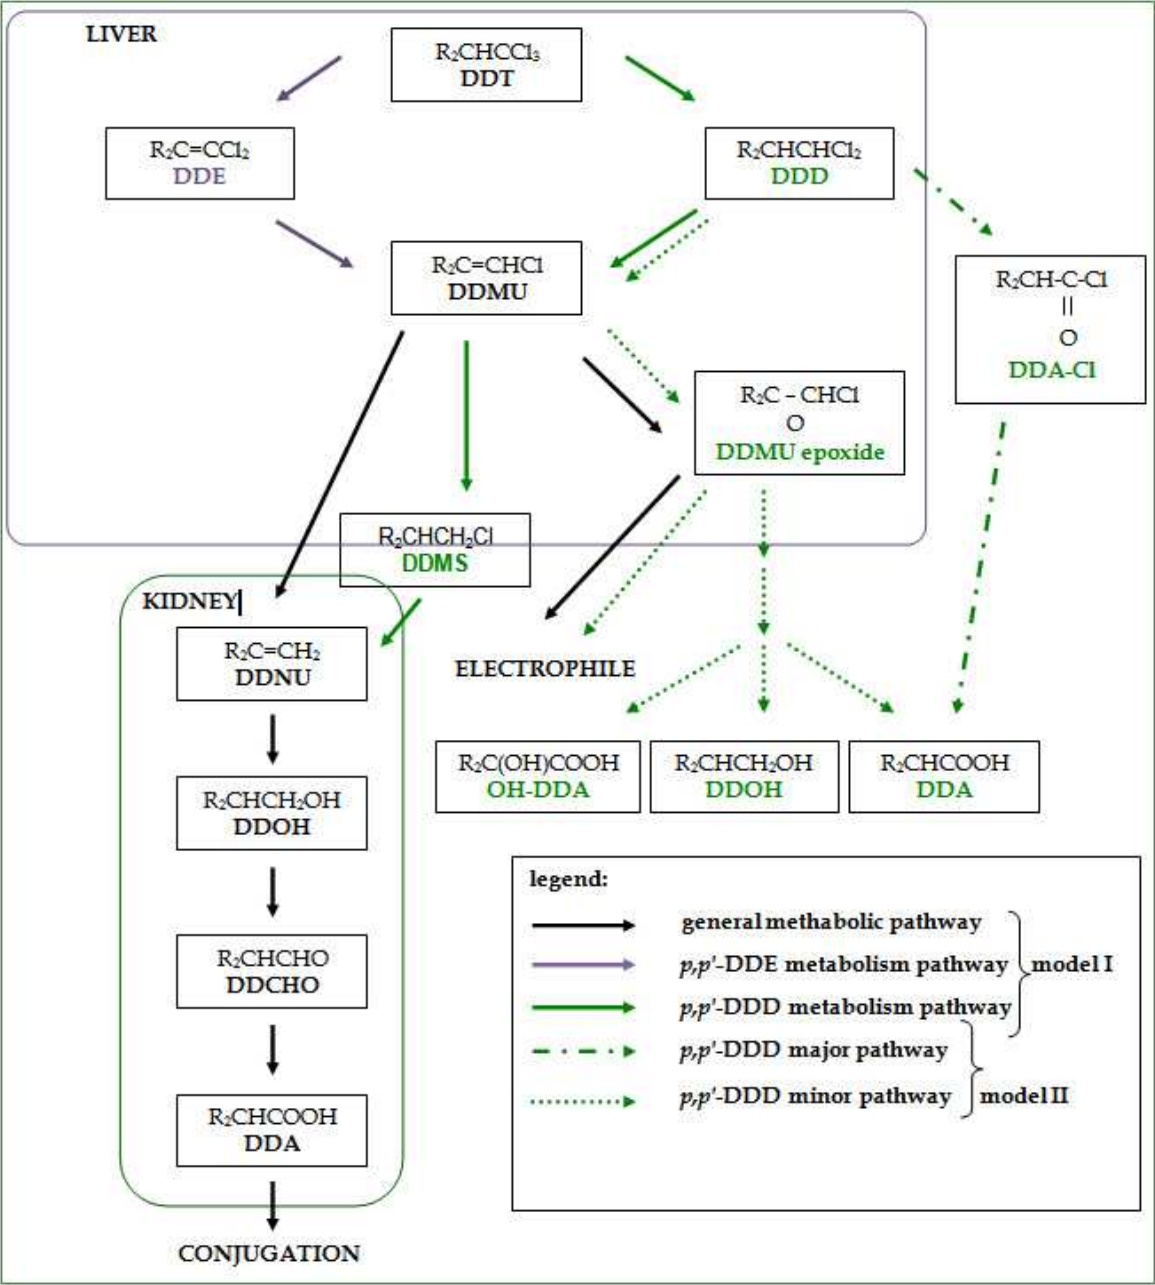 LIVER
R₂CHCCl₃
DDT
R₂C=CCl₂
DDE
R₂CHCHCl₂
DDD
R₂C=CHCl
DDMU
R₂CH-C-Cl
||
O
DDA-Cl
R₂C – CHCl
O
DDMU epoxide
R₂CHCH₂Cl
DDMS
KIDNEY
R₂C=CH₂
DDNU
ELECTROPHILE
R₂C(OH)COOH
OH-DDA
R₂CHCH₂OH
DDOH
R₂CHCOOH
DDA
R₂CHCH₂OH
DDOH
R₂CHCHO
DDCHO
R₂CHCOOH
DDA
CONJUGATION
legend:
general methabolic pathway
p,p'-DDE metabolism pathway
model I
p,p'-DDD metabolism pathway
p,p'-DDD major pathway
p,p'-DDD minor pathway
model II